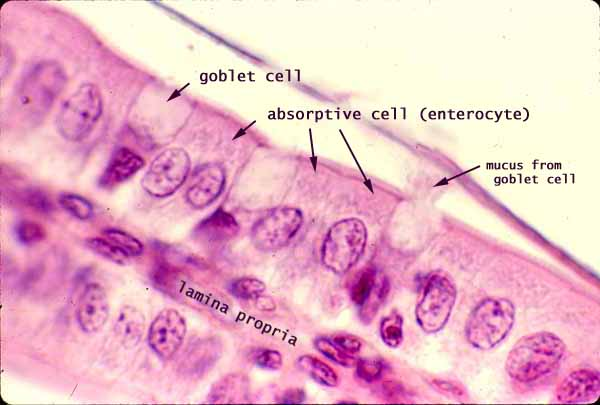 goblet cell
absorptive cell (enterocyte)
mucus from
goblet cell
lamina propria